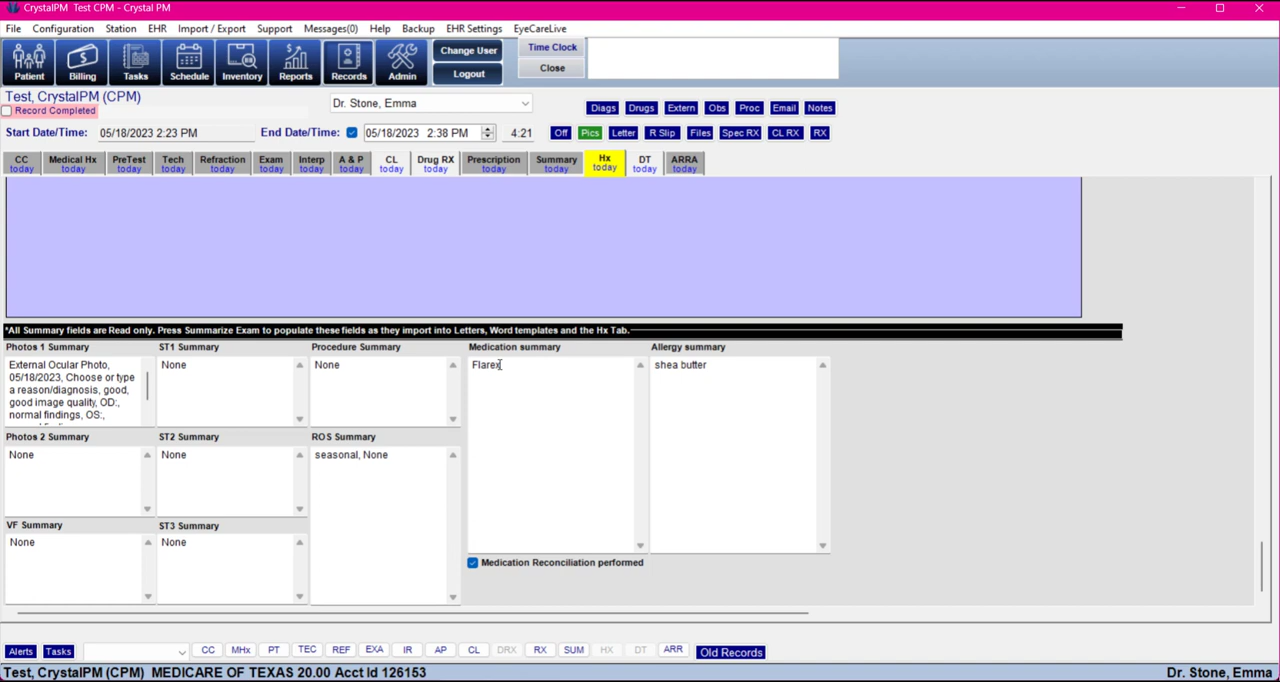 CrystalPM Test CPM - Crystal PM
File Configuration Station EHR Import / Export Support Messages(0) Help Backup EHR Settings EyeCareLive
Patient Billing Tasks Schedule Inventory Reports Records Admin
Change User
Logout
Time Clock
Close
Test, CrystalPM (CPM)
Record Completed
Dr. Stone, Emma
Diags Drugs Extern Obs Proc Email Notes
Start Date/Time: 05/18/2023 2:23 PM End Date/Time: 05/18/2023 2:38 PM 4:21
Off Pics Letter R Slip Files Spec RX CL RX RX
CC Medical Hx PreTest Tech Refraction Exam Interp A & P CL Drug RX Prescription Summary Hx DT ARRA
today today today today today today today today today today today today today today today
*All Summary fields are Read only. Press Summarize Exam to populate these fields as they import into Letters, Word templates and the Hx Tab.
Photos 1 Summary
External Ocular Photo,
05/18/2023, Choose or type
a reason/diagnosis, good,
good image quality, OD:,
normal findings, OS:,
ST1 Summary
None
Procedure Summary
None
Medication summary
Flarex
Allergy summary
shea butter
Photos 2 Summary
None
ST2 Summary
None
ROS Summary
seasonal, None
VF Summary
None
ST3 Summary
None
Medication Reconciliation performed
Alerts Tasks CC MHx PT TEC REF EXA IR AP CL DRX RX SUM HX DT ARR Old Records
Test, CrystalPM (CPM) MEDICARE OF TEXAS 20.00 Acct Id 126153 Dr. Stone, Emma